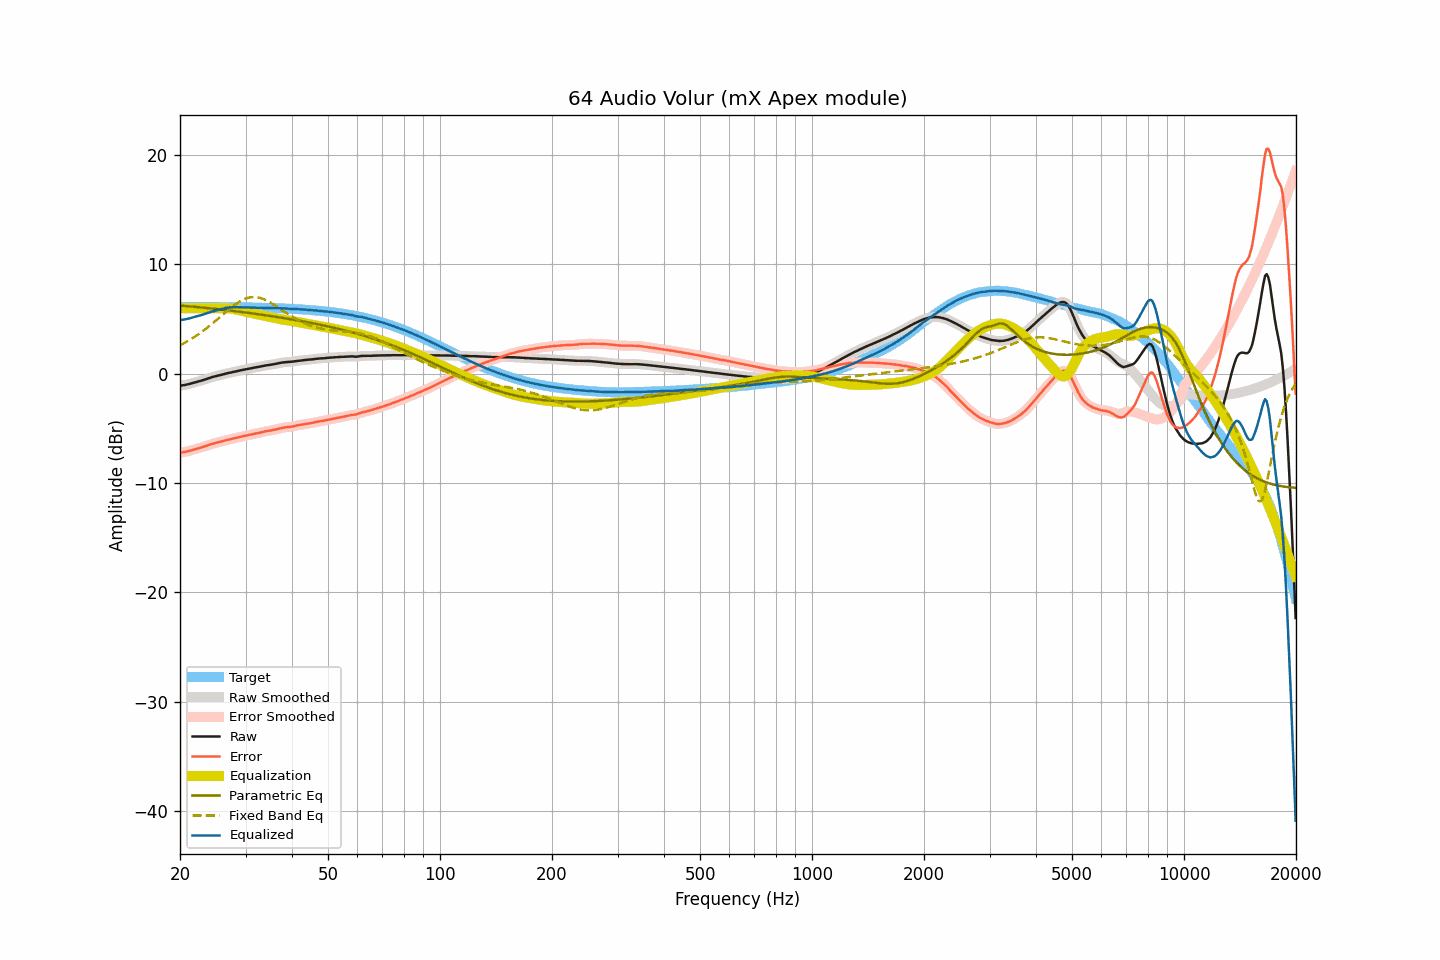 64 Audio Volur (mX Apex module)
20
10
0
−10
−20
−30
−40
Amplitude (dBr)
Target
Raw Smoothed
Error Smoothed
Raw
Error
Equalization
Parametric Eq
Fixed Band Eq
Equalized
20 50 100 200 500 1000 2000 5000 10000 20000
Frequency (Hz)